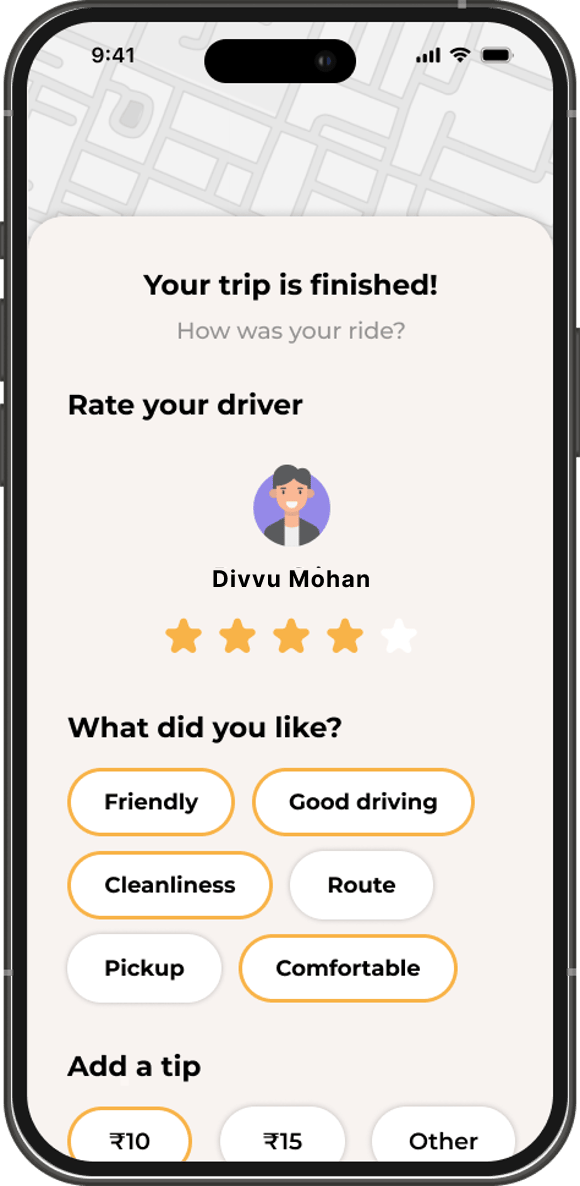 9:41
Your trip is finished!
How was your ride?
Rate your driver
Divvu Mohan
What did you like?
Friendly Good driving
Cleanliness Route
Pickup Comfortable
Add a tip
₹10 ₹15 Other